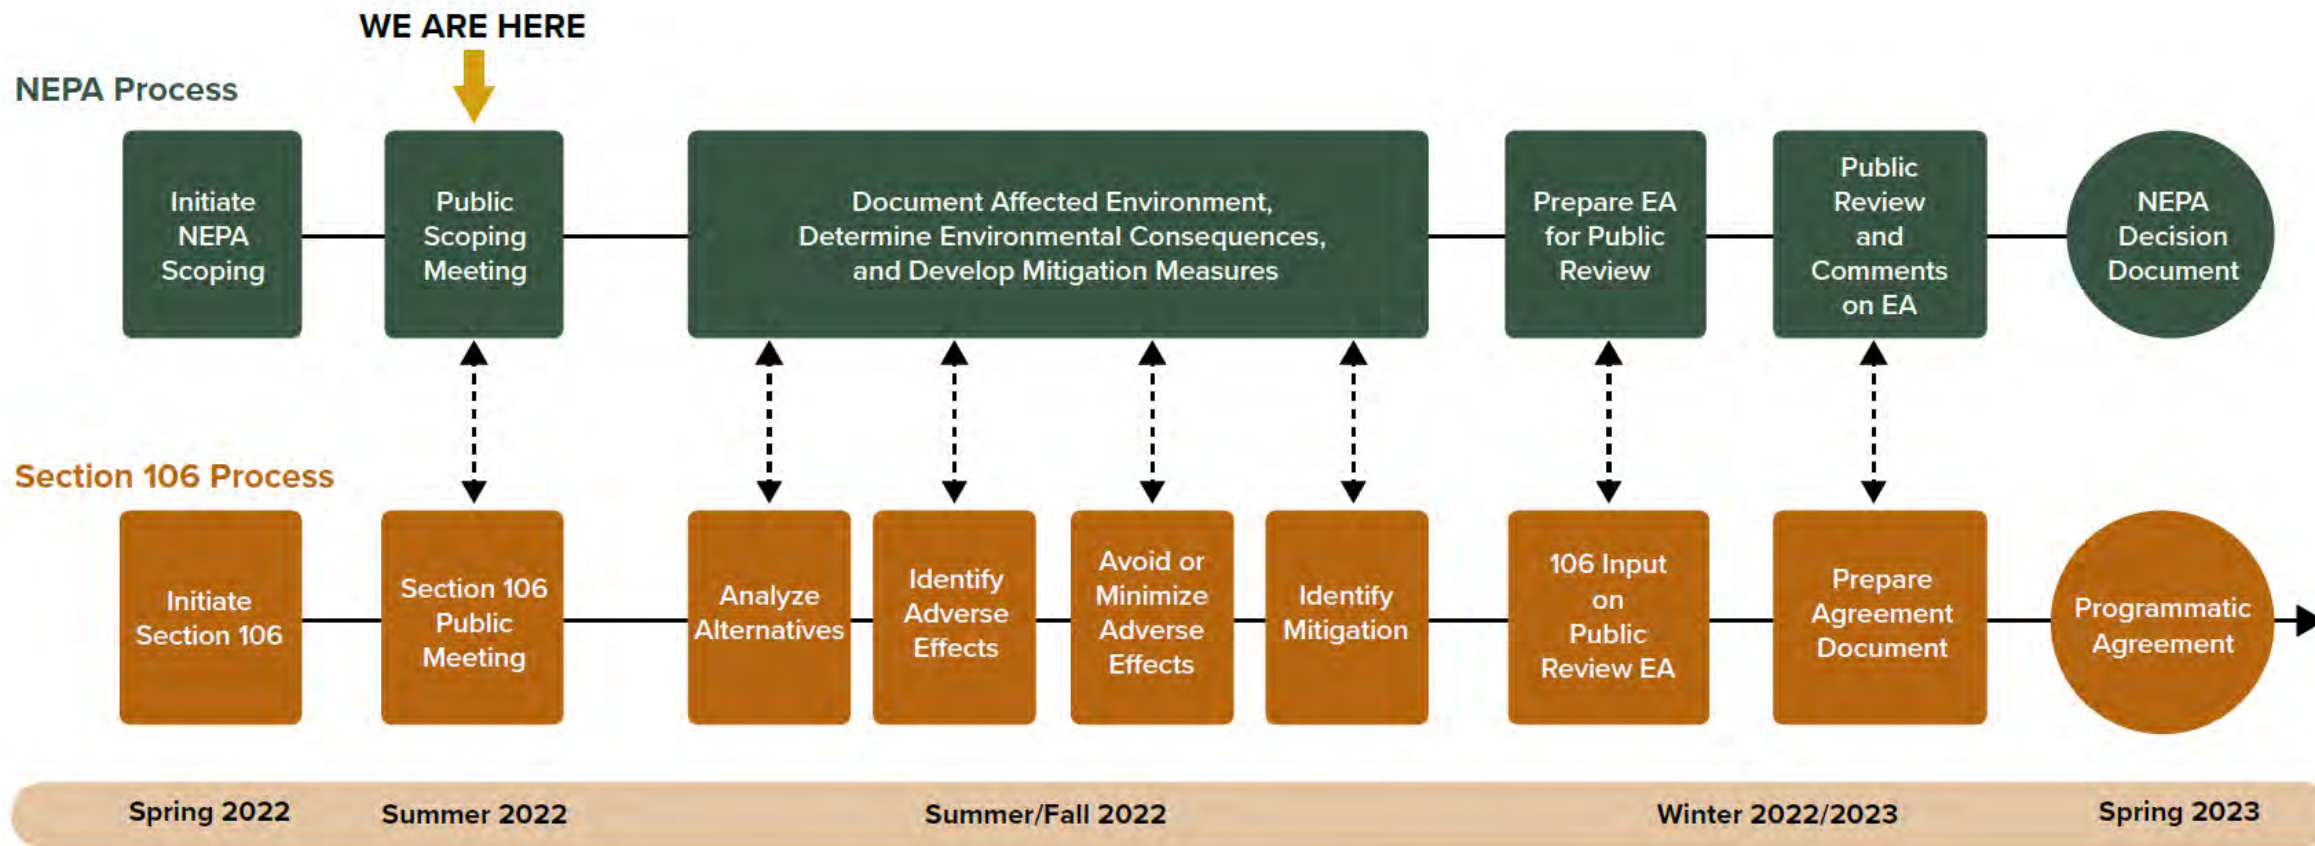 WE ARE HERE
NEPA Process
Initiate
NEPA
Scoping
Public
Scoping
Meeting
Document Affected Environment,
Determine Environmental Consequences,
and Develop Mitigation Measures
Prepare EA
for Public
Review
Public
Review
and
Comments
on EA
NEPA
Decision
Document
Section 106 Process
Initiate
Section 106
Section 106
Public
Meeting
Analyze
Alternatives
Identify
Adverse
Effects
Avoid or
Minimize
Adverse
Effects
Identify
Mitigation
106 Input
on
Public
Review EA
Prepare
Agreement
Document
Programmatic
Agreement
Spring 2022
Summer 2022
Summer/Fall 2022
Winter 2022/2023
Spring 2023